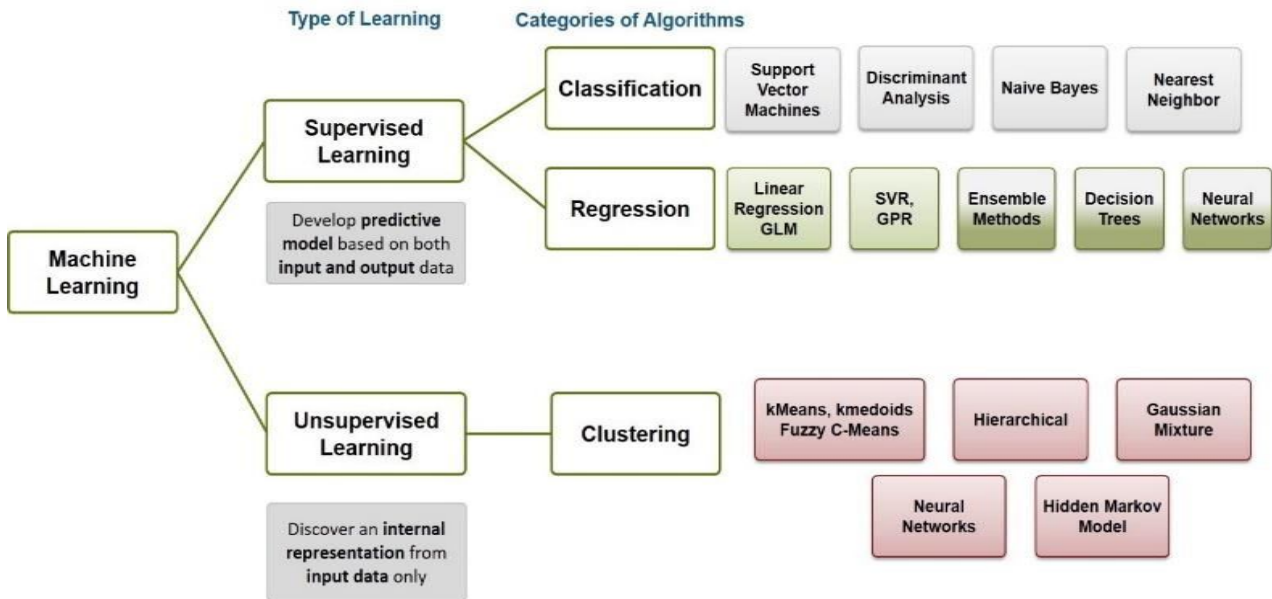 Type of Learning
Categories of Algorithms
Classification
Support
Vector
Machines
Discriminant
Analysis
Naive Bayes
Nearest
Neighbor
Supervised
Learning
Regression
Linear
Regression
GLM
SVR,
GPR
Ensemble
Methods
Decision
Trees
Neural
Networks
Develop predictive
model based on both
input and output data
Machine
Learning
Unsupervised
Learning
Clustering
kMeans, kmedoids
Fuzzy C-Means
Hierarchical
Gaussian
Mixture
Neural
Networks
Hidden Markov
Model
Discover an internal
representation from
input data only